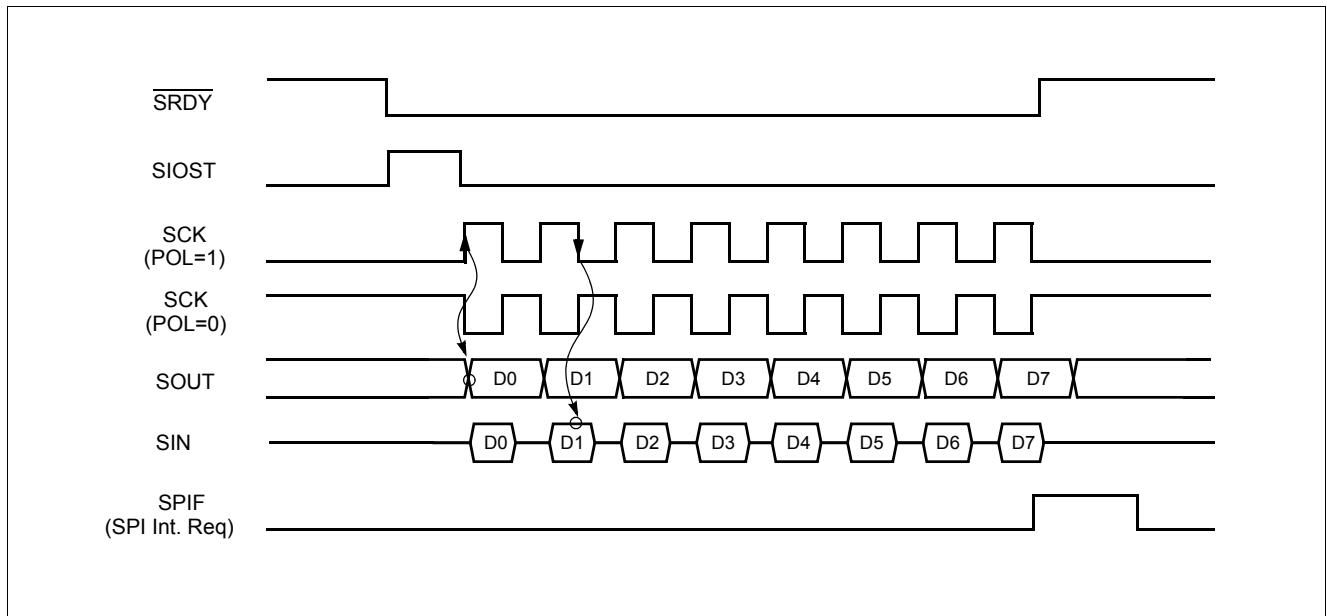 SRDY
SIOST
SCK
(POL=1)
SCK
(POL=0)
SOUT
D0 D1 D2 D3 D4 D5 D6 D7
SIN
D0 D1 D2 D3 D4 D5 D6 D7
SPIF
(SPI Int. Req)